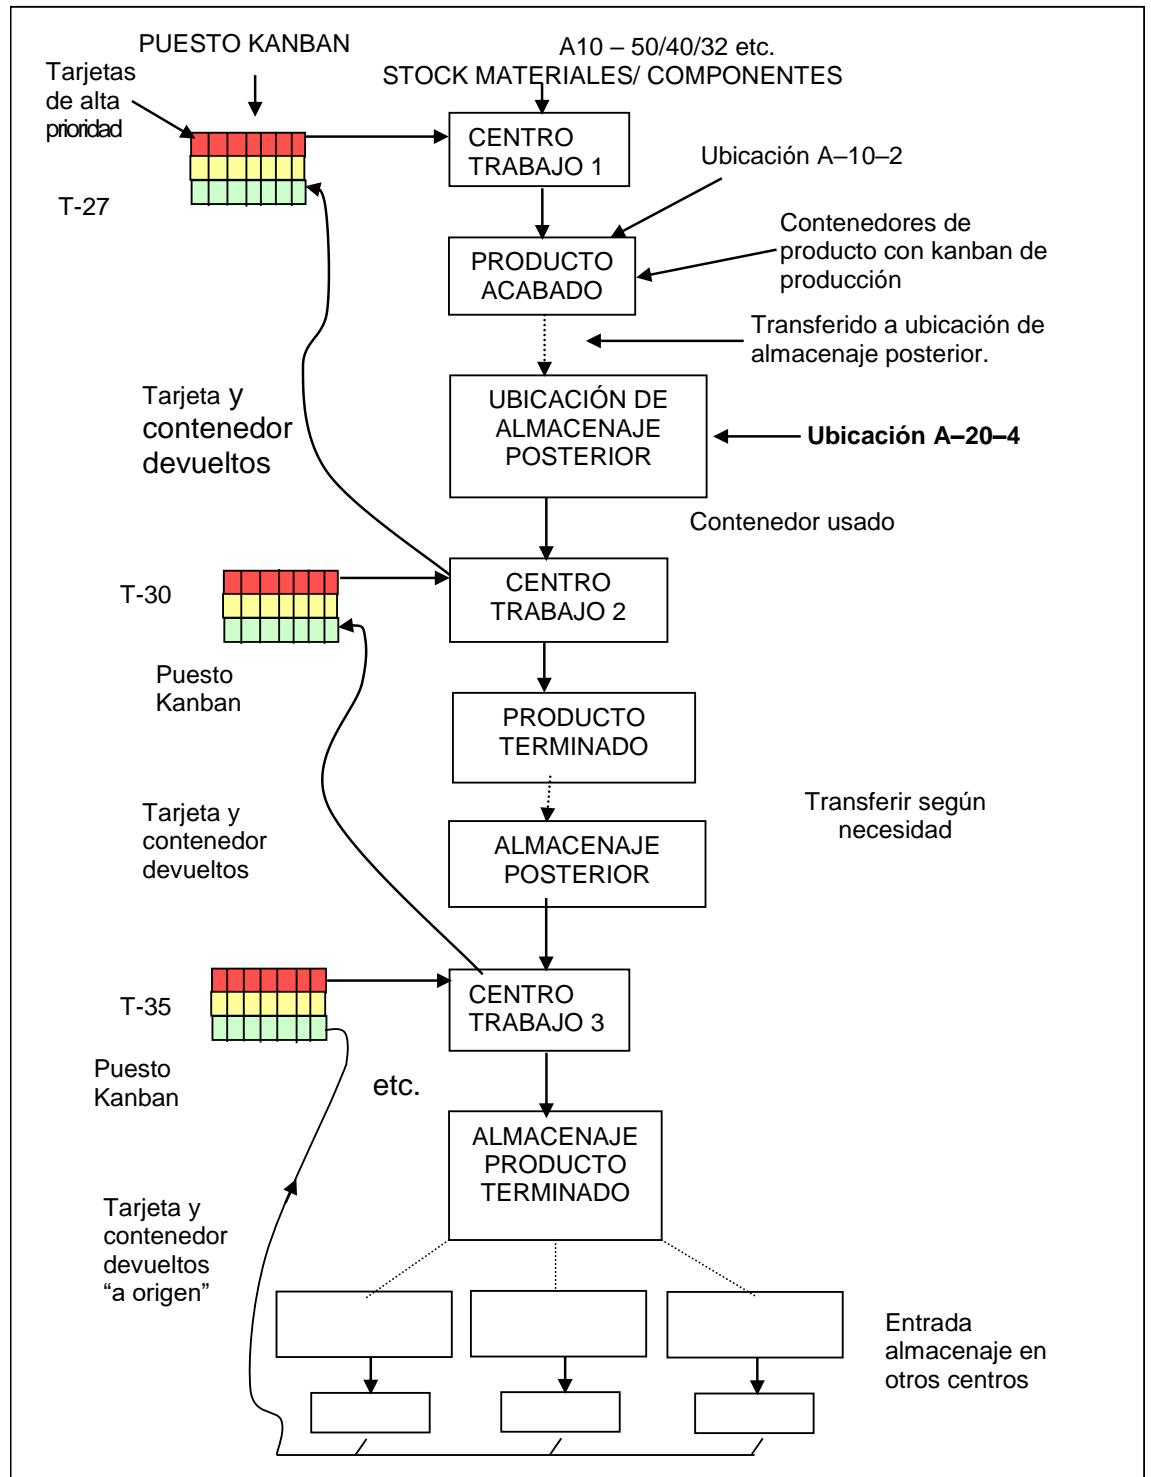 PUESTO KANBAN
A10 – 50/40/32 etc.
STOCK MATERIALES/ COMPONENTES
Tarjetas
de alta
prioridad
CENTRO
TRABAJO 1
Ubicación A–10–2
T-27
Contenedores de
producto con kanban de
producción
PRODUCTO
ACABADO
Transferido a ubicación de
almacenaje posterior.
Tarjeta y
contenedor
devueltos
UBICACIÓN DE
ALMACENAJE
POSTERIOR
Ubicación A–20–4
Contenedor usado
T-30
CENTRO
TRABAJO 2
Puesto
Kanban
PRODUCTO
TERMINADO
Tarjeta y
contenedor
devueltos
Transferir según
necesidad
ALMACENAJE
POSTERIOR
T-35
CENTRO
TRABAJO 3
Puesto
Kanban
etc.
ALMACENAJE
PRODUCTO
TERMINADO
Tarjeta y
contenedor
devueltos
“a origen”
Entrada
almacenaje en
otros centros